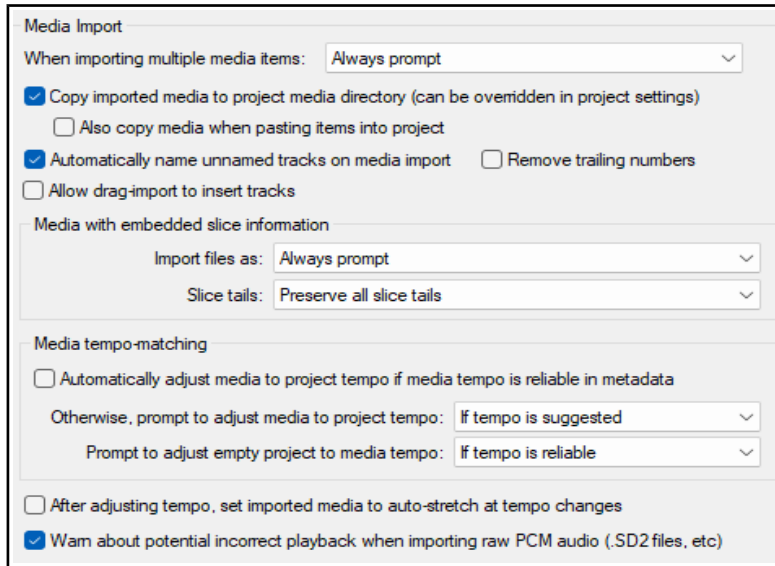 Media Import
When importing multiple media items: Always prompt
Copy imported media to project media directory (can be overridden in project settings)
Also copy media when pasting items into project
Automatically name unnamed tracks on media import Remove trailing numbers
Allow drag-import to insert tracks
Media with embedded slice information
Import files as: Always prompt
Slice tails: Preserve all slice tails
Media tempo-matching
Automatically adjust media to project tempo if media tempo is reliable in metadata
Otherwise, prompt to adjust media to project tempo: If tempo is suggested
Prompt to adjust empty project to media tempo: If tempo is reliable
After adjusting tempo, set imported media to auto-stretch at tempo changes
Warn about potential incorrect playback when importing raw PCM audio (.SD2 files, etc)